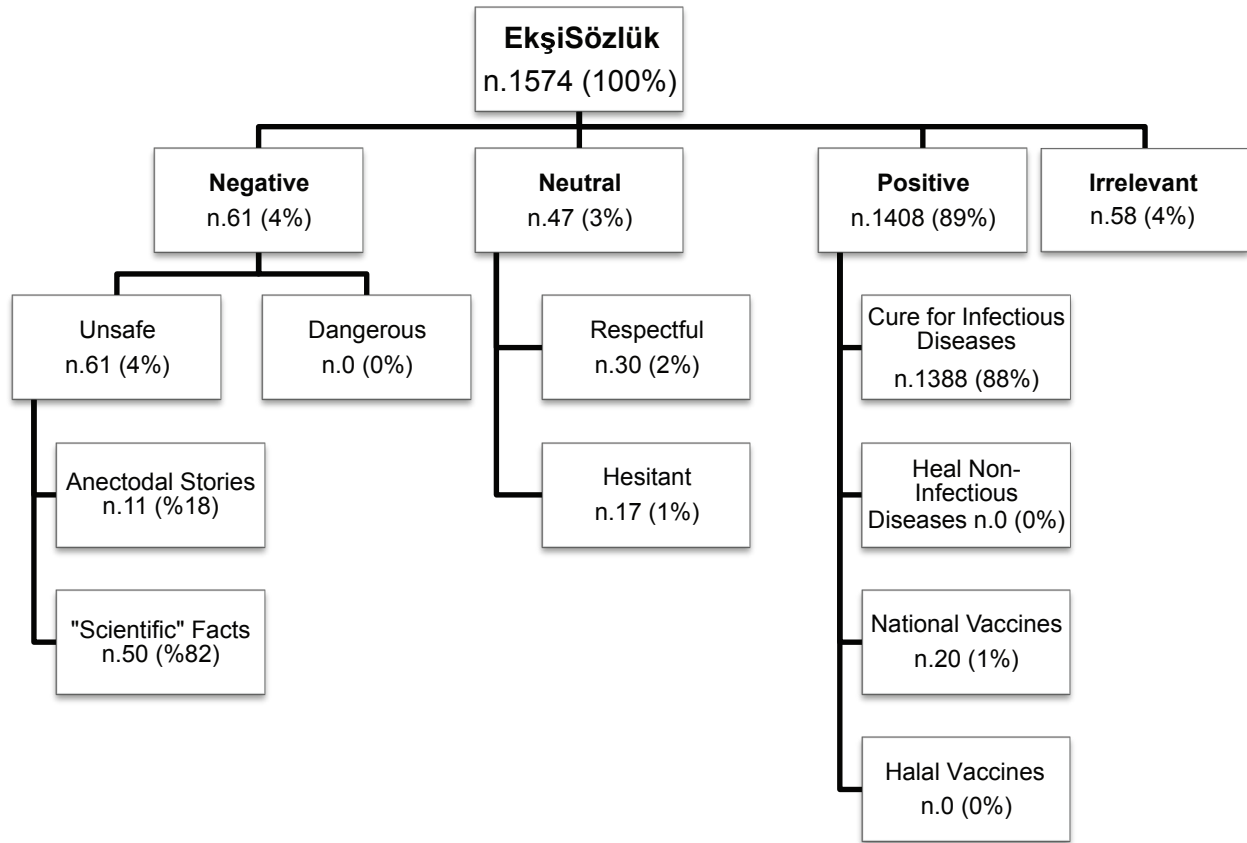 EkşiSözlük
n.1574 (100%)
Negative
n.61 (4%)
Neutral
n.47 (3%)
Positive
n.1408 (89%)
Irrelevant
n.58 (4%)
Unsafe
n.61 (4%)
Dangerous
n.0 (0%)
Anectodal Stories
n.11 (%18)
"Scientific" Facts
n.50 (%82)
Respectful
n.30 (2%)
Hesitant
n.17 (1%)
Cure for Infectious
Diseases
n.1388 (88%)
Heal Non-
Infectious
Diseases n.0 (0%)
National Vaccines
n.20 (1%)
Halal Vaccines
n.0 (0%)